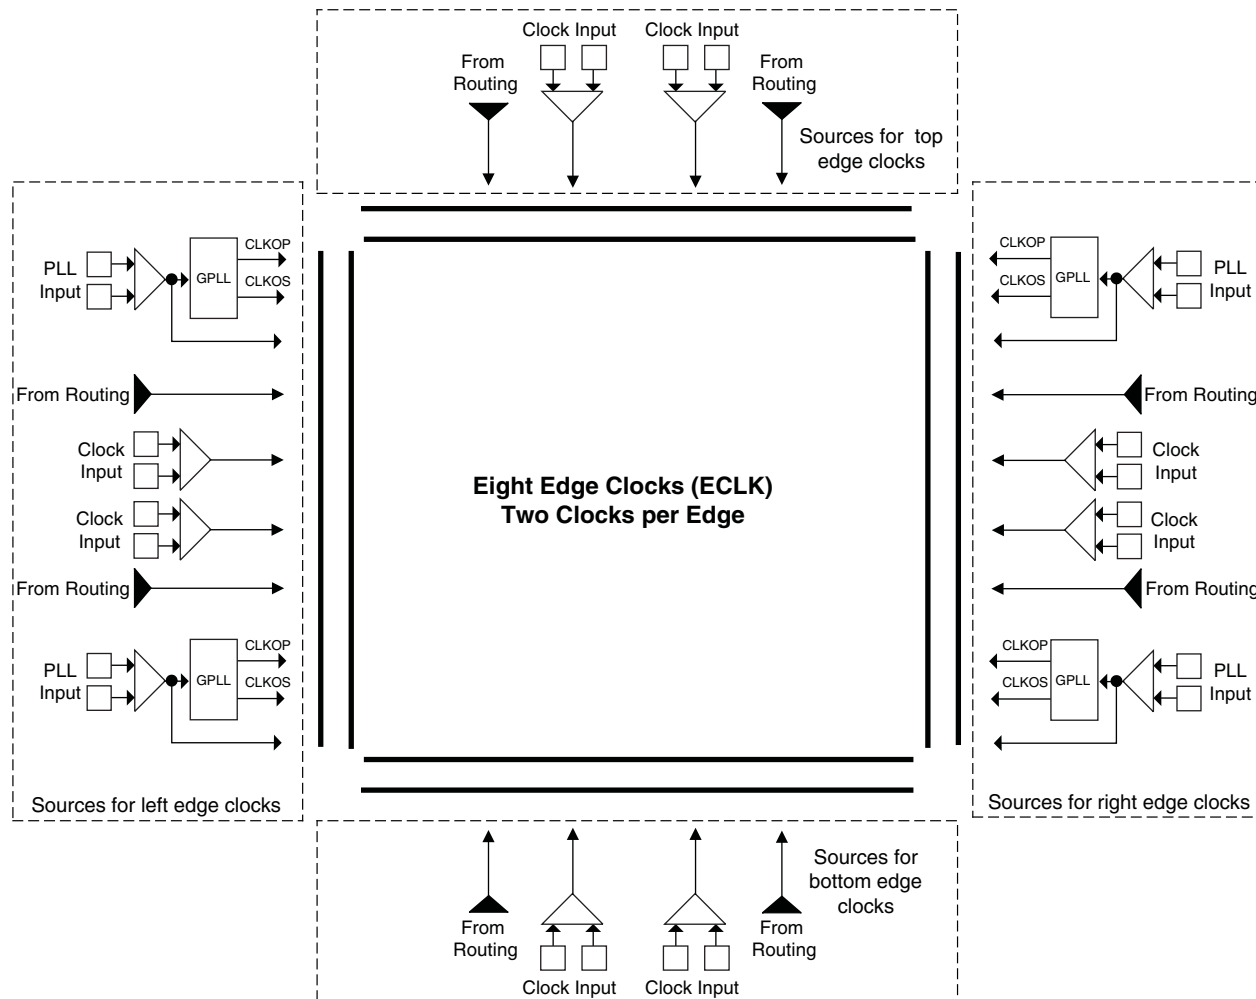 Clock Input
Clock Input
From
Routing
From
Routing
Sources for top
edge clocks
PLL
Input
GPLL
CLKOP
CLKOS
From Routing
Clock
Input
Clock
Input
From Routing
PLL
Input
GPLL
CLKOP
CLKOS
Sources for left edge clocks
Eight Edge Clocks (ECLK)
Two Clocks per Edge
CLKOP
CLKOS
GPLL
PLL
Input
From Routing
Clock
Input
Clock
Input
From Routing
CLKOP
CLKOS
GPLL
PLL
Input
Sources for right edge clocks
Sources for
bottom edge
clocks
From
Routing
From
Routing
Clock Input
Clock Input